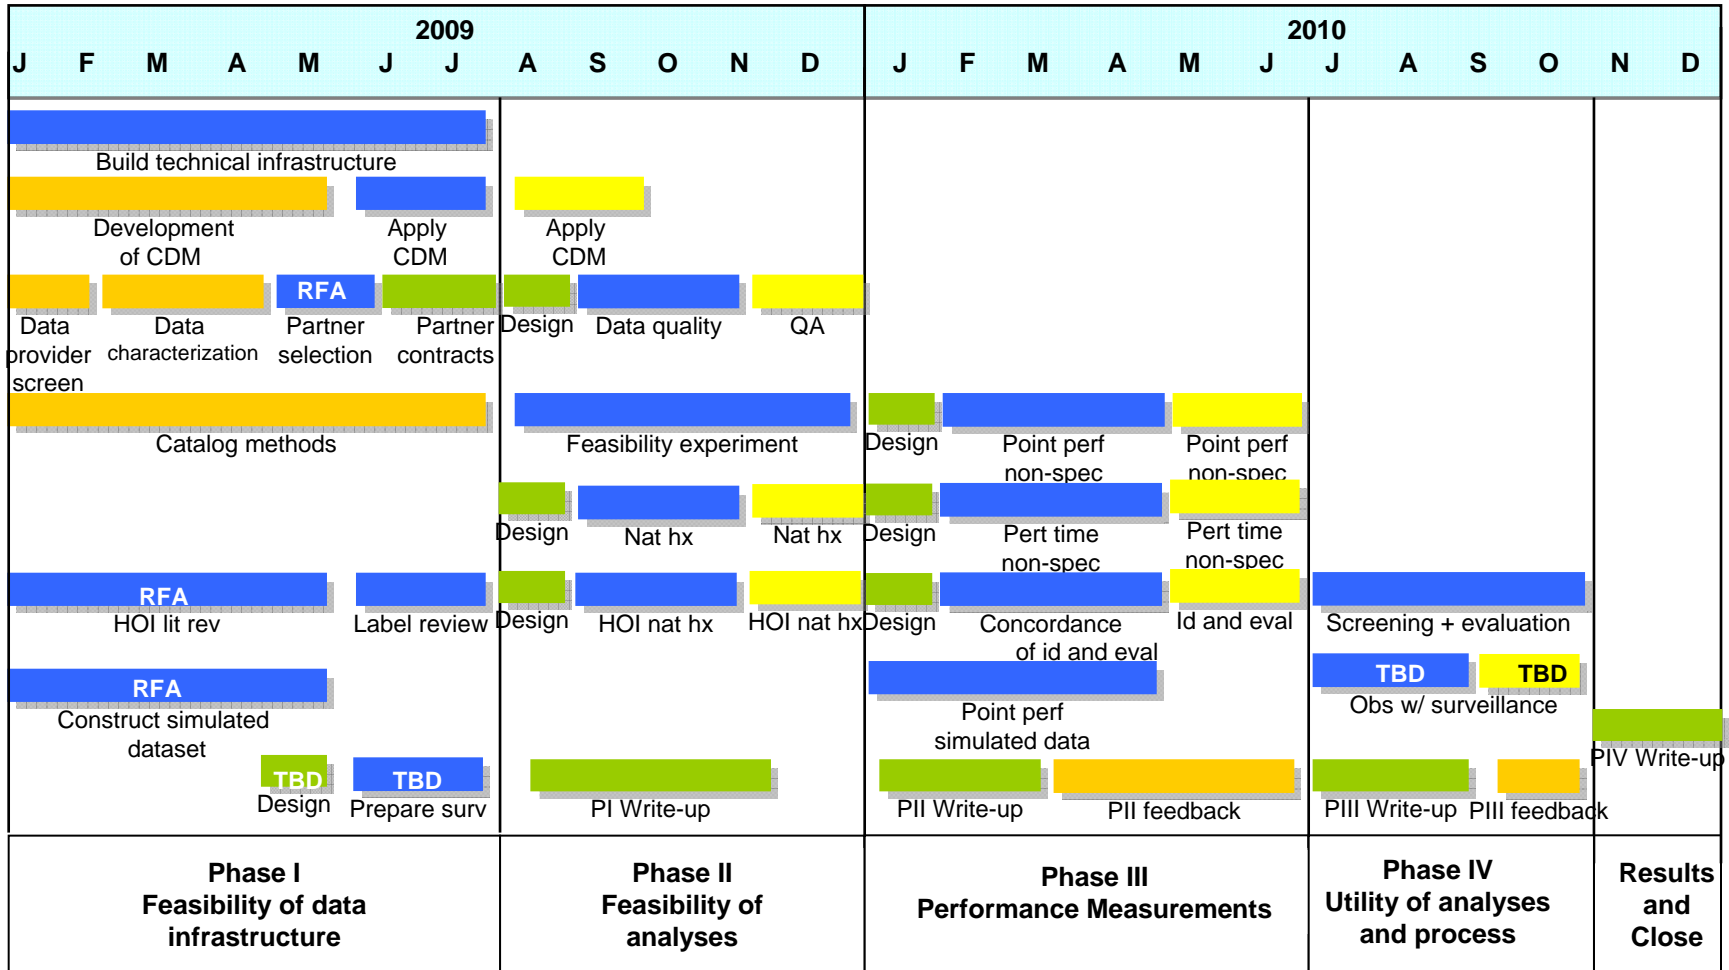 2009
2010
J F M A M J J A S O N D J F M A M J J A S O N D
Build technical infrastructure
Development
of CDM
Apply
CDM
Apply
CDM
RFA
Data
provider
screen
Data
characterization
Partner
selection
Partner
contracts
Design
Data quality
QA
Catalog methods
Feasibility experiment
Design
Point perf
non-spec
Point perf
non-spec
Design
Nat hx
Nat hx
Design
Pert time
non-spec
Pert time
non-spec
RFA
HOI lit rev
Label review
Design
HOI nat hx
HOI nat hx
Design
Concordance
of id and eval
Id and eval
Screening + evaluation
RFA
Construct simulated
dataset
Point perf
simulated data
TBD
TBD
Obs w/ surveillance
PIV Write-up
TBD
Design
TBD
Prepare surv
PI Write-up
PII Write-up
PII feedback
PIII Write-up
PIII feedback
Phase I
Feasibility of data
infrastructure
Phase II
Feasibility of
analyses
Phase III
Performance Measurements
Phase IV
Utility of analyses
and process
Results
and
Close